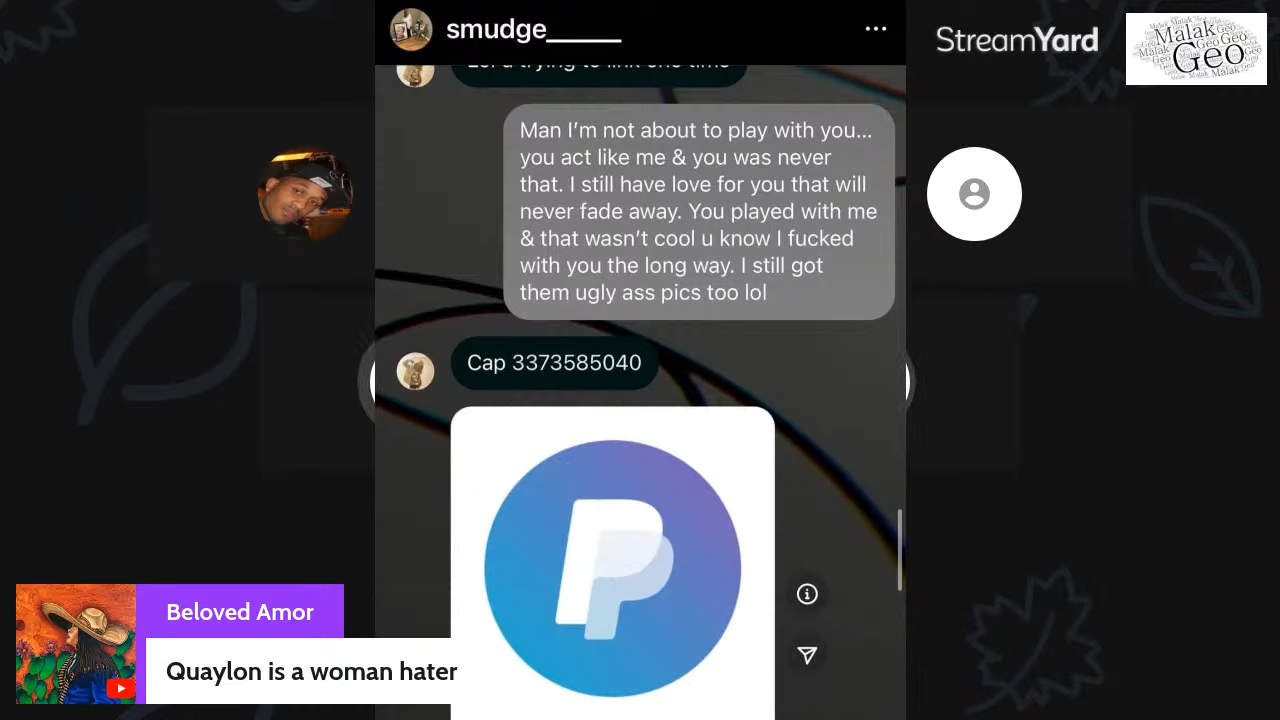 smudge______
StreamYard
Malak
Geo
trying to link one time
Man I'm not about to play with you...
you act like me & you was never
that. I still have love for you that will
never fade away. You played with me
& that wasn't cool u know I fucked
with you the long way. I still got
them ugly ass pics too lol
Cap 3373585040
Beloved Amor
Quaylon is a woman hater